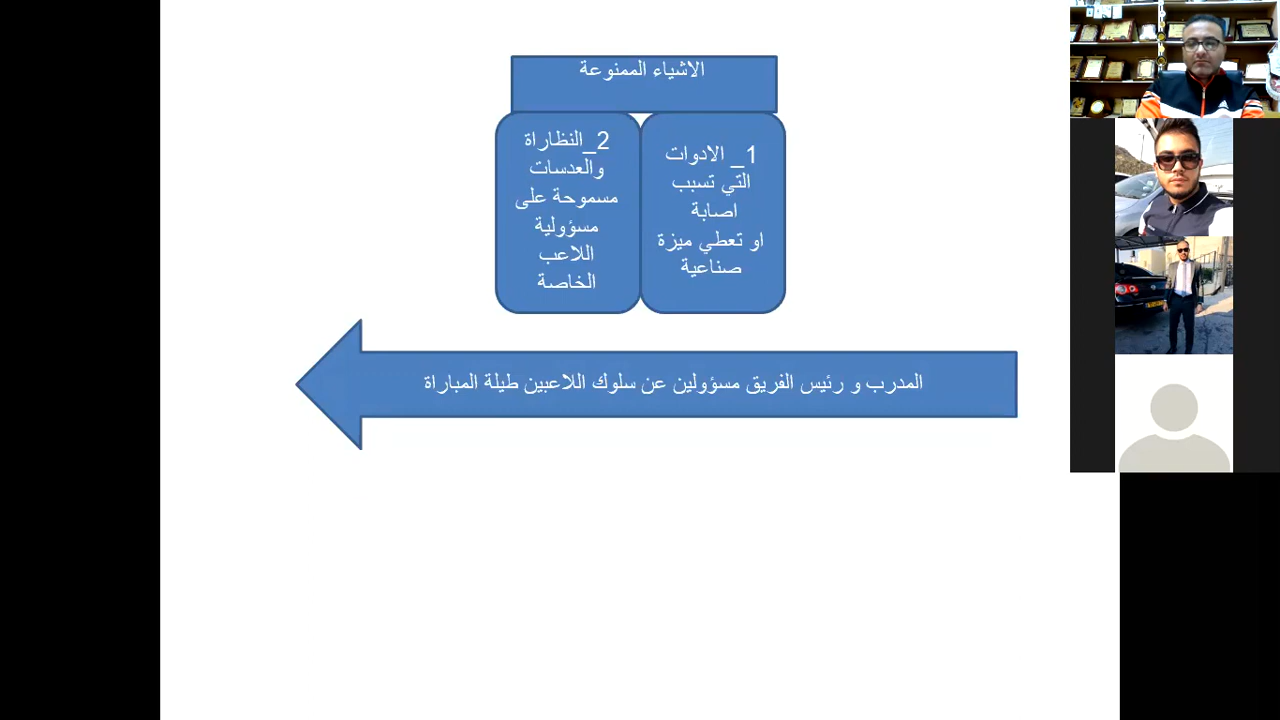 الاشياء الممنوعة
1_ الادوات
التي تسبب
اصابة
او تعطي ميزة
صناعية
2_النظاراة
والعدسات
مسموحة على
مسؤولية
اللاعب
الخاصة
المدرب و رئيس الفريق مسؤولين عن سلوك اللاعبين طيلة المباراة